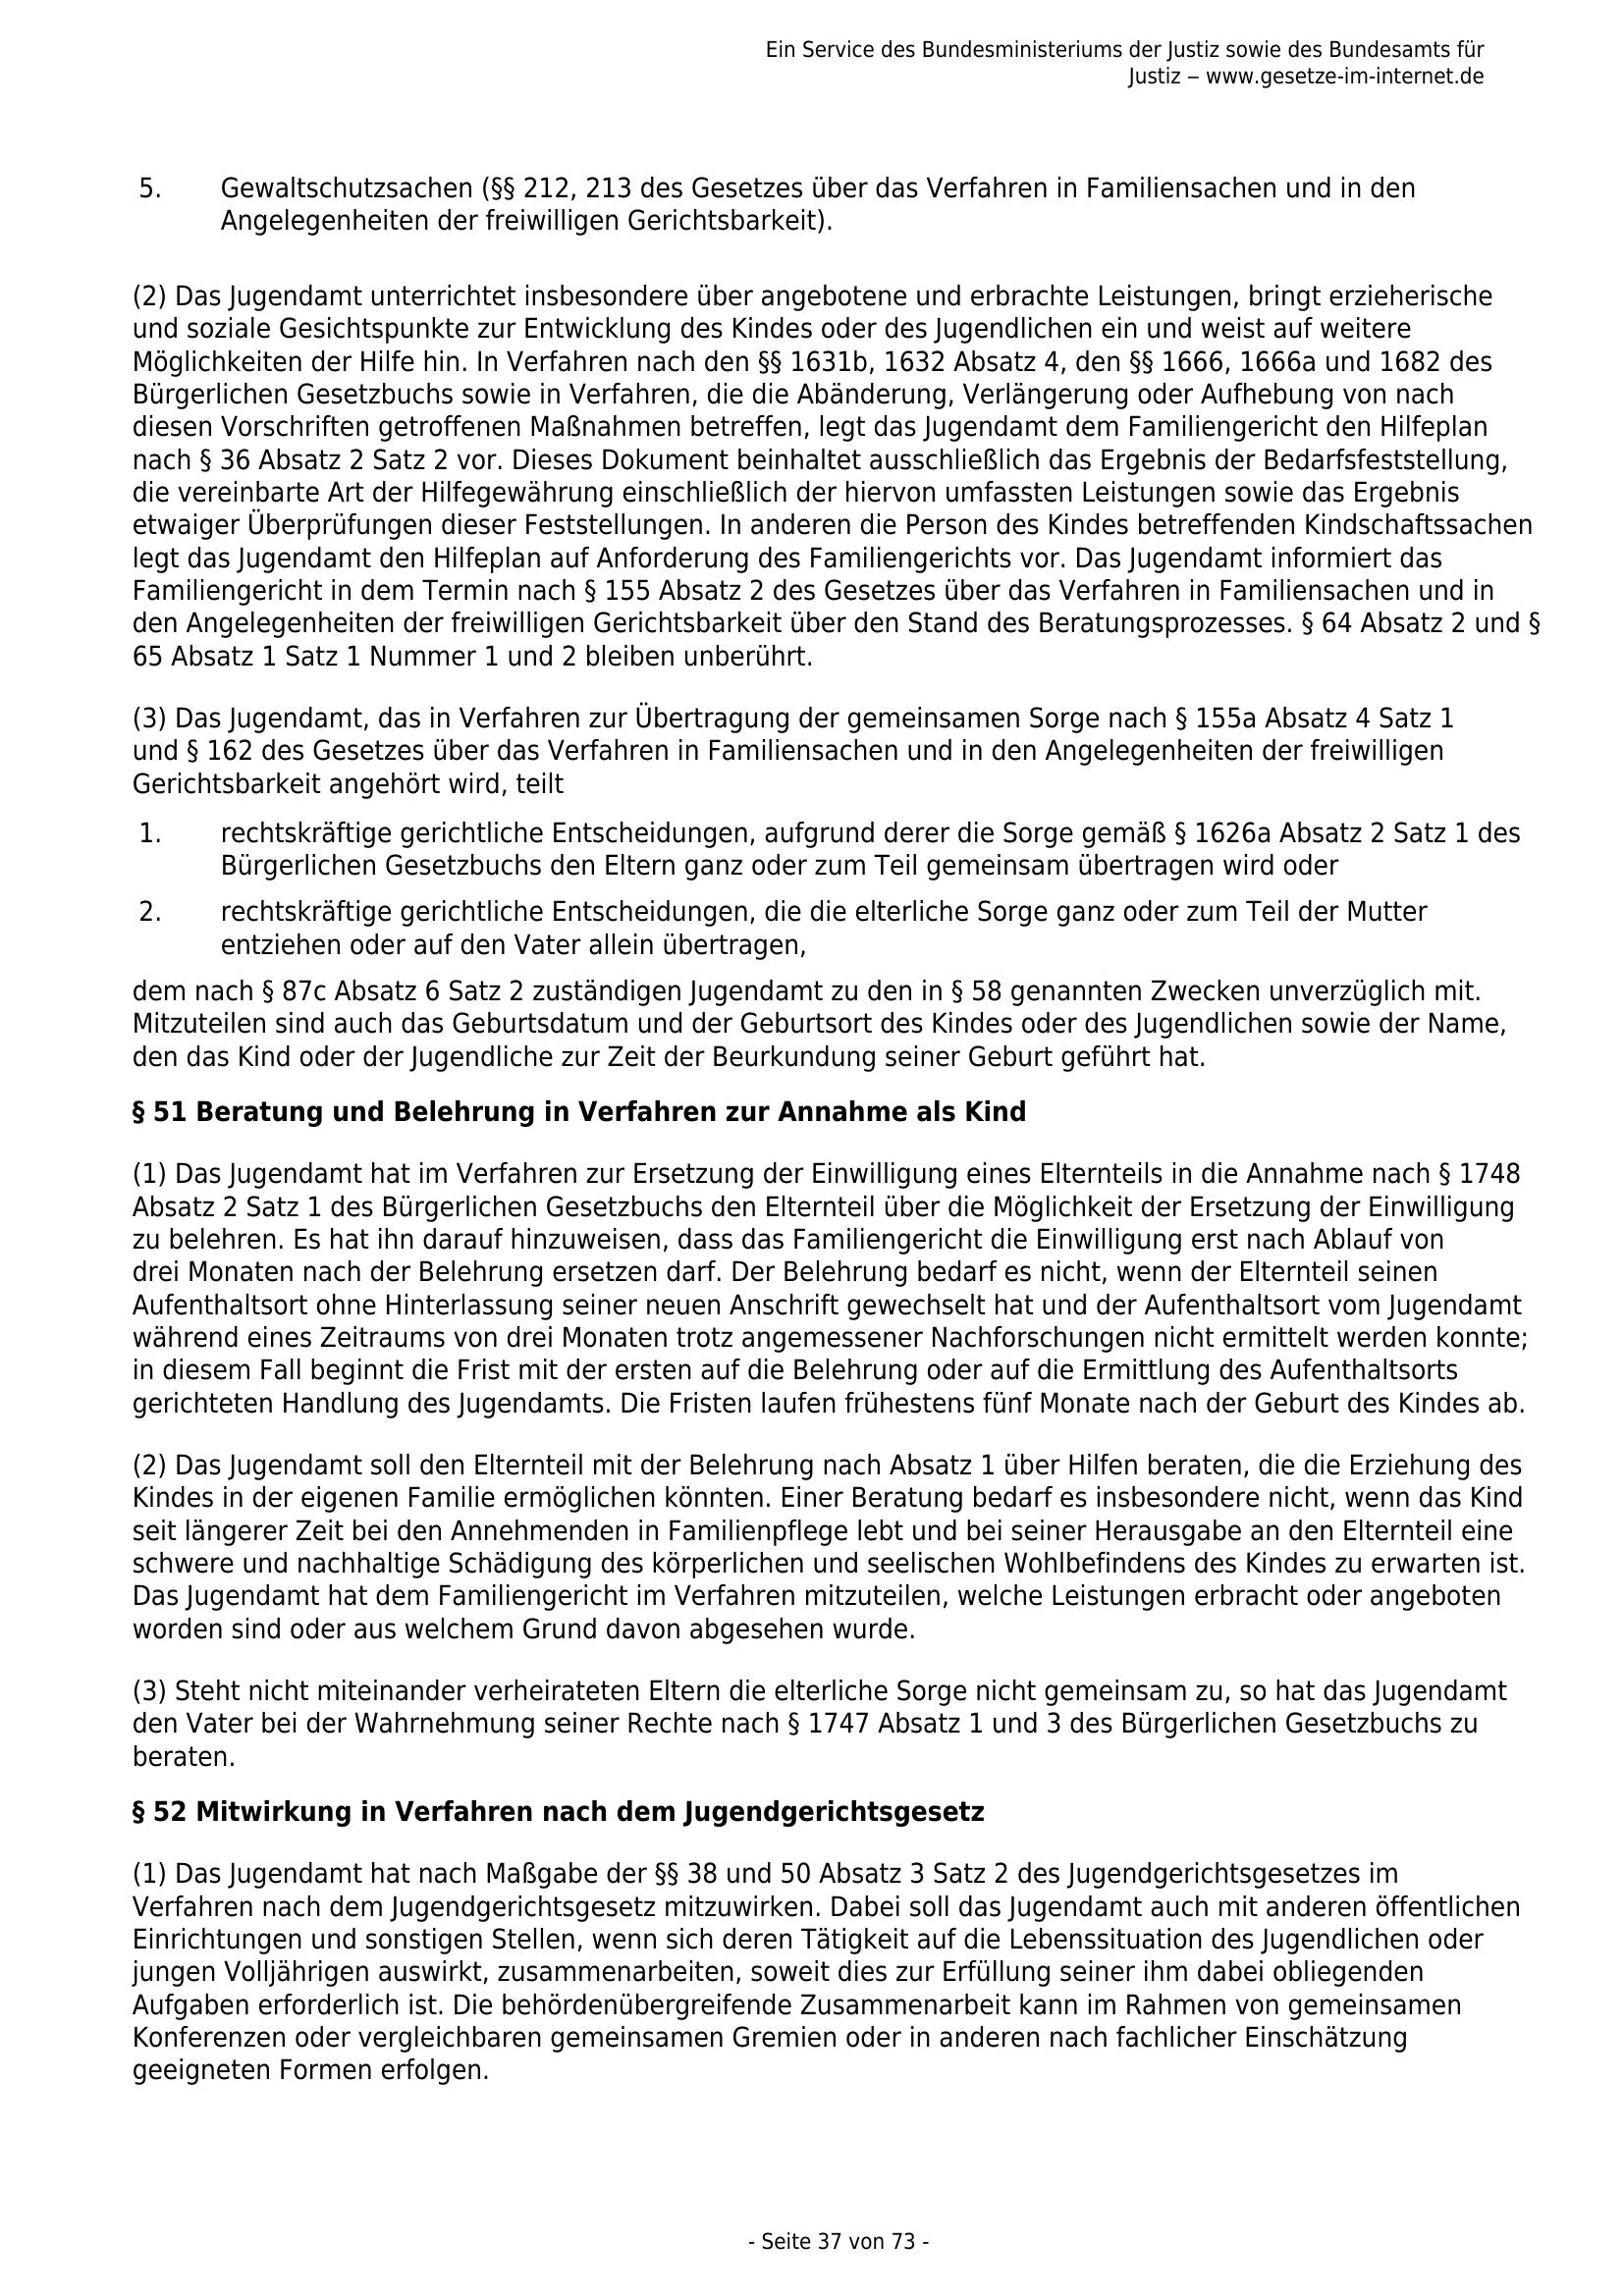 Ein Service des Bundesministeriums der Justiz sowie des Bundesamts für
Justiz ‒ www.gesetze-im-internet.de
5. Gewaltschutzsachen (§§ 212, 213 des Gesetzes über das Verfahren in Familiensachen und in den
Angelegenheiten der freiwilligen Gerichtsbarkeit).
(2) Das Jugendamt unterrichtet insbesondere über angebotene und erbrachte Leistungen, bringt erzieherische
und soziale Gesichtspunkte zur Entwicklung des Kindes oder des Jugendlichen ein und weist auf weitere
Möglichkeiten der Hilfe hin. In Verfahren nach den §§ 1631b, 1632 Absatz 4, den §§ 1666, 1666a und 1682 des
Bürgerlichen Gesetzbuchs sowie in Verfahren, die die Abänderung, Verlängerung oder Aufhebung von nach
diesen Vorschriften getroffenen Maßnahmen betreffen, legt das Jugendamt dem Familiengericht den Hilfeplan
nach § 36 Absatz 2 Satz 2 vor. Dieses Dokument beinhaltet ausschließlich das Ergebnis der Bedarfsfeststellung,
die vereinbarte Art der Hilfegewährung einschließlich der hiervon umfassten Leistungen sowie das Ergebnis
etwaiger Überprüfungen dieser Feststellungen. In anderen die Person des Kindes betreffenden Kindschaftssachen
legt das Jugendamt den Hilfeplan auf Anforderung des Familiengerichts vor. Das Jugendamt informiert das
Familiengericht in dem Termin nach § 155 Absatz 2 des Gesetzes über das Verfahren in Familiensachen und in
den Angelegenheiten der freiwilligen Gerichtsbarkeit über den Stand des Beratungsprozesses. § 64 Absatz 2 und §
65 Absatz 1 Satz 1 Nummer 1 und 2 bleiben unberührt.
(3) Das Jugendamt, das in Verfahren zur Übertragung der gemeinsamen Sorge nach § 155a Absatz 4 Satz 1
und § 162 des Gesetzes über das Verfahren in Familiensachen und in den Angelegenheiten der freiwilligen
Gerichtsbarkeit angehört wird, teilt
1. rechtskräftige gerichtliche Entscheidungen, aufgrund derer die Sorge gemäß § 1626a Absatz 2 Satz 1 des
Bürgerlichen Gesetzbuchs den Eltern ganz oder zum Teil gemeinsam übertragen wird oder
2. rechtskräftige gerichtliche Entscheidungen, die die elterliche Sorge ganz oder zum Teil der Mutter
entziehen oder auf den Vater allein übertragen,
dem nach § 87c Absatz 6 Satz 2 zuständigen Jugendamt zu den in § 58 genannten Zwecken unverzüglich mit.
Mitzuteilen sind auch das Geburtsdatum und der Geburtsort des Kindes oder des Jugendlichen sowie der Name,
den das Kind oder der Jugendliche zur Zeit der Beurkundung seiner Geburt geführt hat.
§ 51 Beratung und Belehrung in Verfahren zur Annahme als Kind
(1) Das Jugendamt hat im Verfahren zur Ersetzung der Einwilligung eines Elternteils in die Annahme nach § 1748
Absatz 2 Satz 1 des Bürgerlichen Gesetzbuchs den Elternteil über die Möglichkeit der Ersetzung der Einwilligung
zu belehren. Es hat ihn darauf hinzuweisen, dass das Familiengericht die Einwilligung erst nach Ablauf von
drei Monaten nach der Belehrung ersetzen darf. Der Belehrung bedarf es nicht, wenn der Elternteil seinen
Aufenthaltsort ohne Hinterlassung seiner neuen Anschrift gewechselt hat und der Aufenthaltsort vom Jugendamt
während eines Zeitraums von drei Monaten trotz angemessener Nachforschungen nicht ermittelt werden konnte;
in diesem Fall beginnt die Frist mit der ersten auf die Belehrung oder auf die Ermittlung des Aufenthaltsorts
gerichteten Handlung des Jugendamts. Die Fristen laufen frühestens fünf Monate nach der Geburt des Kindes ab.
(2) Das Jugendamt soll den Elternteil mit der Belehrung nach Absatz 1 über Hilfen beraten, die die Erziehung des
Kindes in der eigenen Familie ermöglichen könnten. Einer Beratung bedarf es insbesondere nicht, wenn das Kind
seit längerer Zeit bei den Annehmenden in Familienpflege lebt und bei seiner Herausgabe an den Elternteil eine
schwere und nachhaltige Schädigung des körperlichen und seelischen Wohlbefindens des Kindes zu erwarten ist.
Das Jugendamt hat dem Familiengericht im Verfahren mitzuteilen, welche Leistungen erbracht oder angeboten
worden sind oder aus welchem Grund davon abgesehen wurde.
(3) Steht nicht miteinander verheirateten Eltern die elterliche Sorge nicht gemeinsam zu, so hat das Jugendamt
den Vater bei der Wahrnehmung seiner Rechte nach § 1747 Absatz 1 und 3 des Bürgerlichen Gesetzbuchs zu
beraten.
§ 52 Mitwirkung in Verfahren nach dem Jugendgerichtsgesetz
(1) Das Jugendamt hat nach Maßgabe der §§ 38 und 50 Absatz 3 Satz 2 des Jugendgerichtsgesetzes im
Verfahren nach dem Jugendgerichtsgesetz mitzuwirken. Dabei soll das Jugendamt auch mit anderen öffentlichen
Einrichtungen und sonstigen Stellen, wenn sich deren Tätigkeit auf die Lebenssituation des Jugendlichen oder
jungen Volljährigen auswirkt, zusammenarbeiten, soweit dies zur Erfüllung seiner ihm dabei obliegenden
Aufgaben erforderlich ist. Die behördenübergreifende Zusammenarbeit kann im Rahmen von gemeinsamen
Konferenzen oder vergleichbaren gemeinsamen Gremien oder in anderen nach fachlicher Einschätzung
geeigneten Formen erfolgen.
- Seite 37 von 73 -